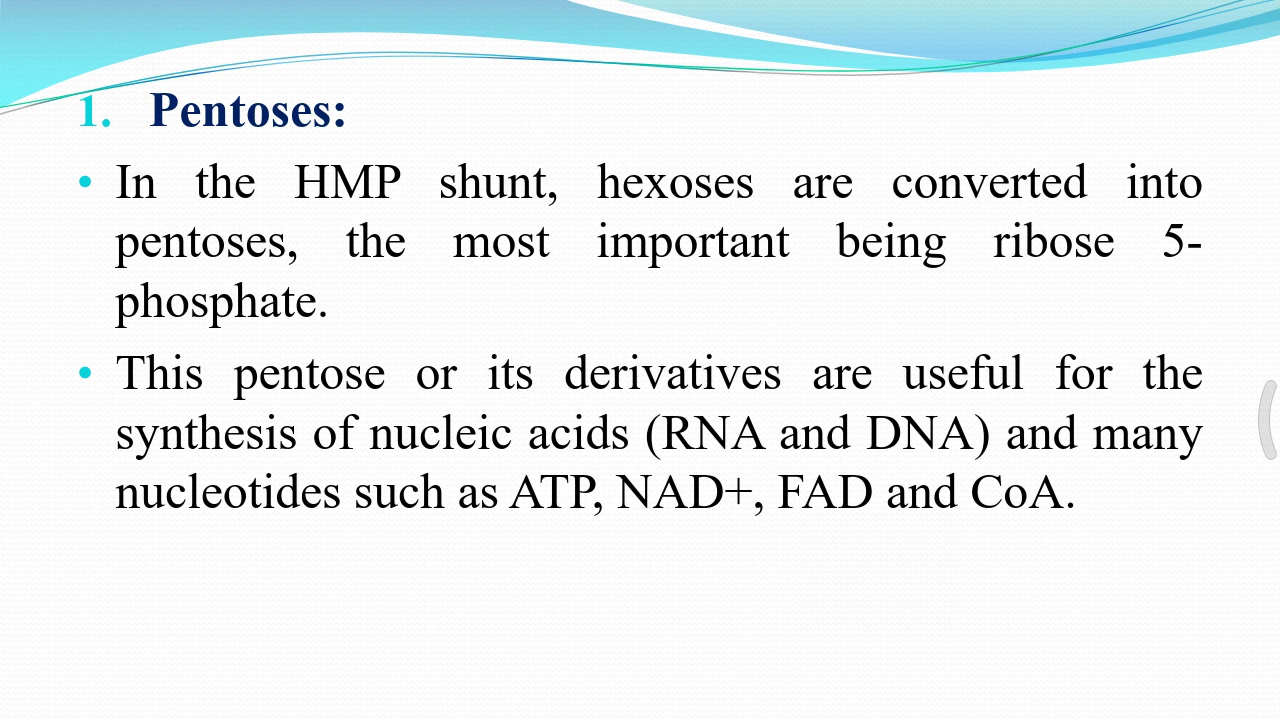 1. Pentoses:
• In the HMP shunt, hexoses are converted into
pentoses, the most important being ribose 5-
phosphate.
• This pentose or its derivatives are useful for the
synthesis of nucleic acids (RNA and DNA) and many
nucleotides such as ATP, NAD+, FAD and CoA.